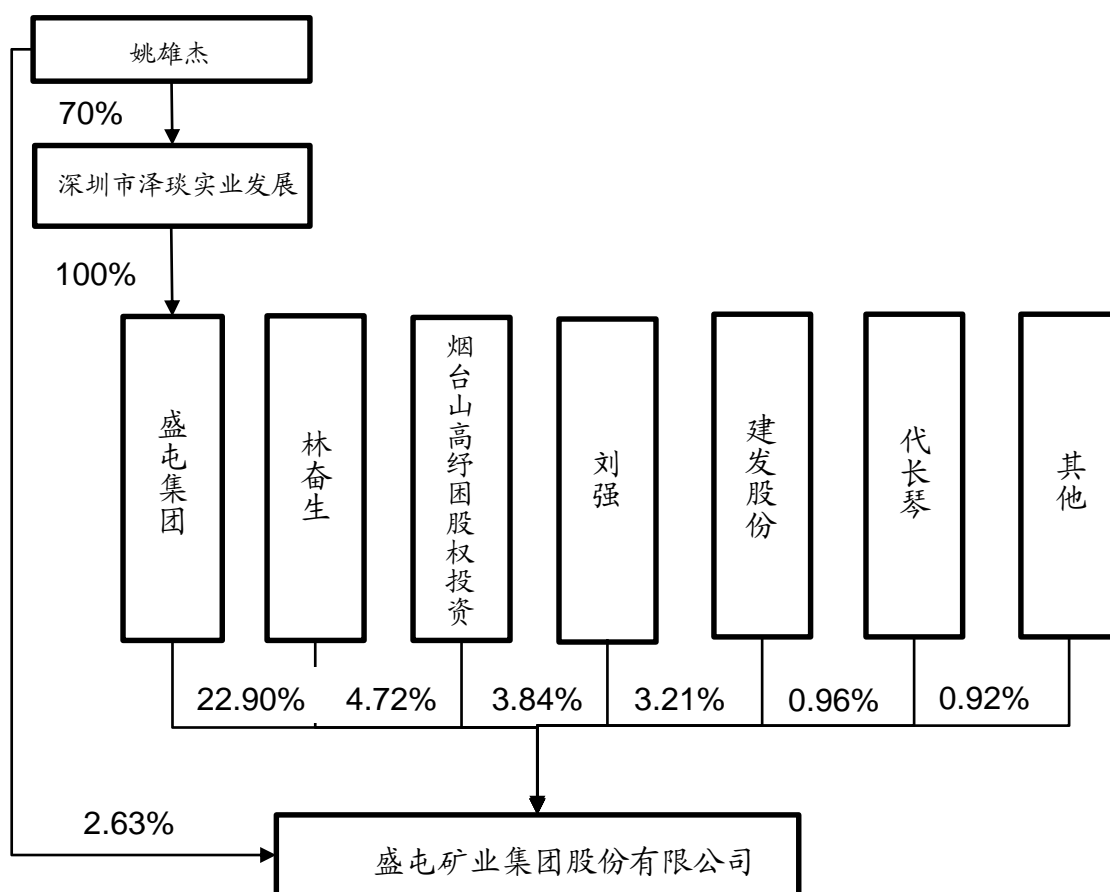 姚雄杰
70%
深圳市泽琰实业发展
100%
盛屯集团
林奋生
烟台山高纾困股权投资
刘强
建发股份
代长琴
其他
22.90%
4.72%
3.84%
3.21%
0.96%
0.92%
2.63%
盛屯矿业集团股份有限公司